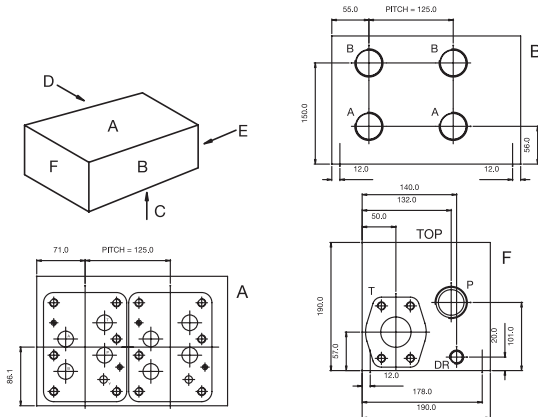 D
A
E
F
B
C
55.0
PITCH = 125.0
B
B
B
A
A
150.0
56.0
12.0
12.0
71.0
PITCH = 125.0
A
86.1
140.0
132.0
50.0
TOP
F
T
P
DR
190.0
57.0
20.0
101.0
12.0
178.0
190.0